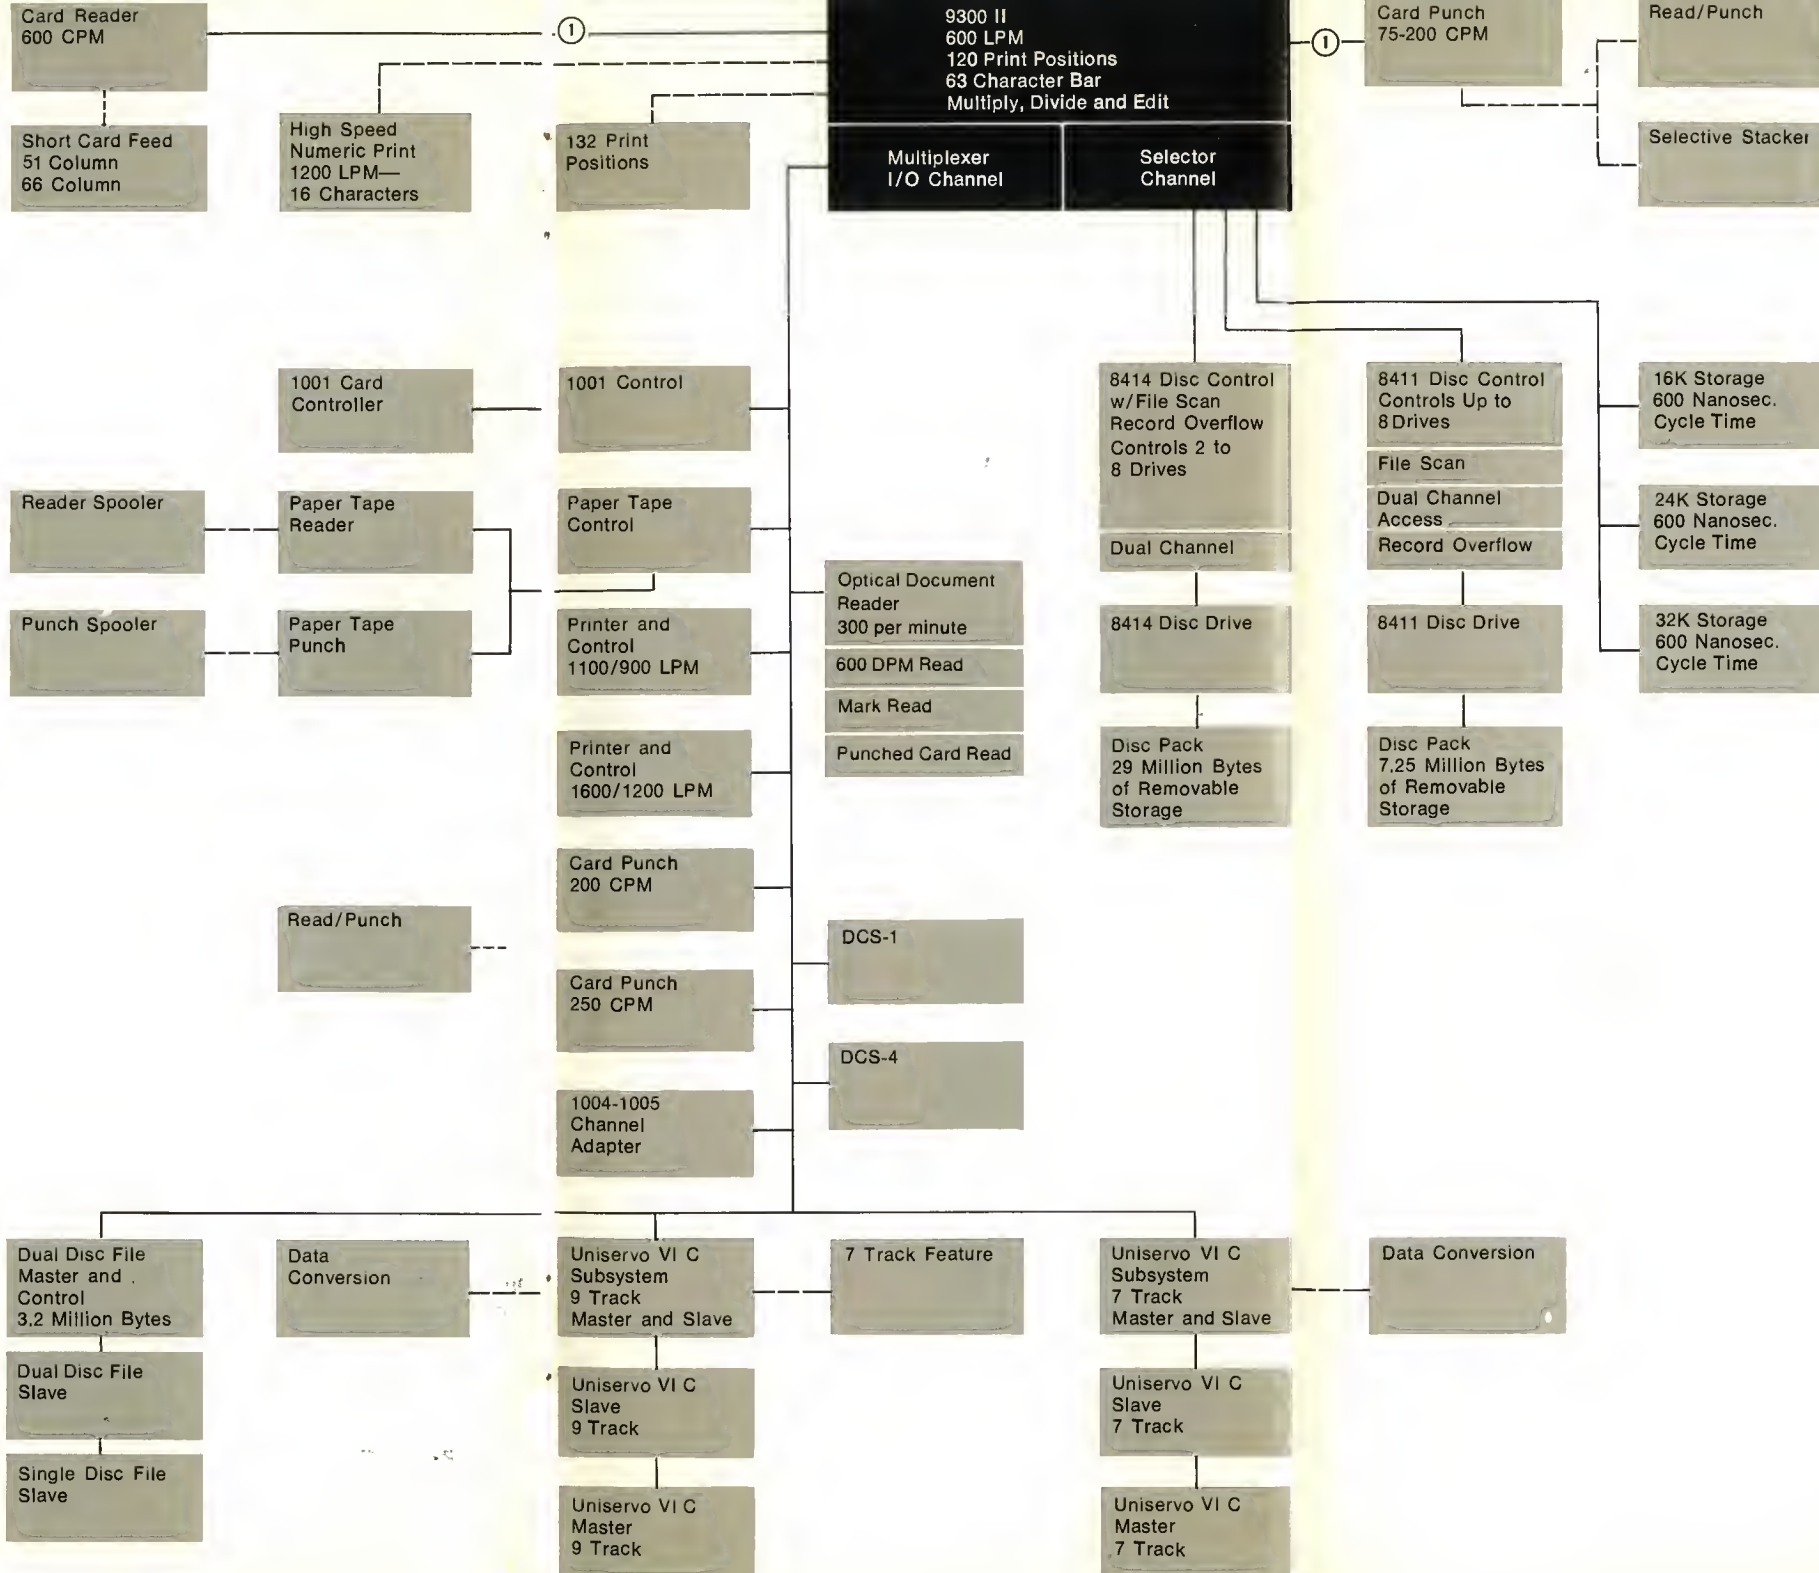 Card Reader
600 CPM
1
9300 II
600 LPM
120 Print Positions
63 Character Bar
Multiply, Divide and Edit
1
Card Punch
75-200 CPM
Read/Punch
Short Card Feed
51 Column
66 Column
High Speed
Numeric Print
1200 LPM—
16 Characters
132 Print
Positions
Multiplexer
I/O Channel
Selector
Channel
Selective Stacker
1001 Card
Controller
1001 Control
8414 Disc Control
w/File Scan
Record Overflow
Controls 2 to
8 Drives
Dual Channel
8411 Disc Control
Controls Up to
8 Drives
File Scan
Dual Channel
Access
Record Overflow
16K Storage
600 Nanosec.
Cycle Time
Reader Spooler
Paper Tape
Reader
Paper Tape
Control
24K Storage
600 Nanosec.
Cycle Time
Optical Document
Reader
300 per minute
600 DPM Read
Mark Read
Punched Card Read
Punch Spooler
Paper Tape
Punch
Printer and
Control
1100/900 LPM
8414 Disc Drive
8411 Disc Drive
32K Storage
600 Nanosec.
Cycle Time
Printer and
Control
1600/1200 LPM
Disc Pack
29 Million Bytes
of Removable
Storage
Disc Pack
7.25 Million Bytes
of Removable
Storage
Card Punch
200 CPM
Read/Punch
DCS-1
Card Punch
250 CPM
DCS-4
1004-1005
Channel
Adapter
Dual Disc File
Master and
Control
3.2 Million Bytes
Data
Conversion
Uniservo VI C
Subsystem
9 Track
Master and Slave
7 Track Feature
Uniservo VI C
Subsystem
7 Track
Master and Slave
Data Conversion
Dual Disc File
Slave
Uniservo VI C
Slave
9 Track
Uniservo VI C
Slave
7 Track
Single Disc File
Slave
Uniservo VI C
Master
9 Track
Uniservo VI C
Master
7 Track